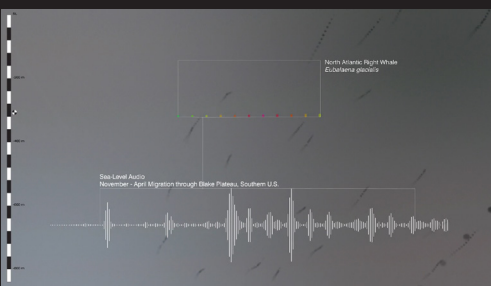 North Atlantic Right Whale
Eubalaena glacialis
Sea-Level Audio
November - April Migration through Blake Plateau, Southern U.S.